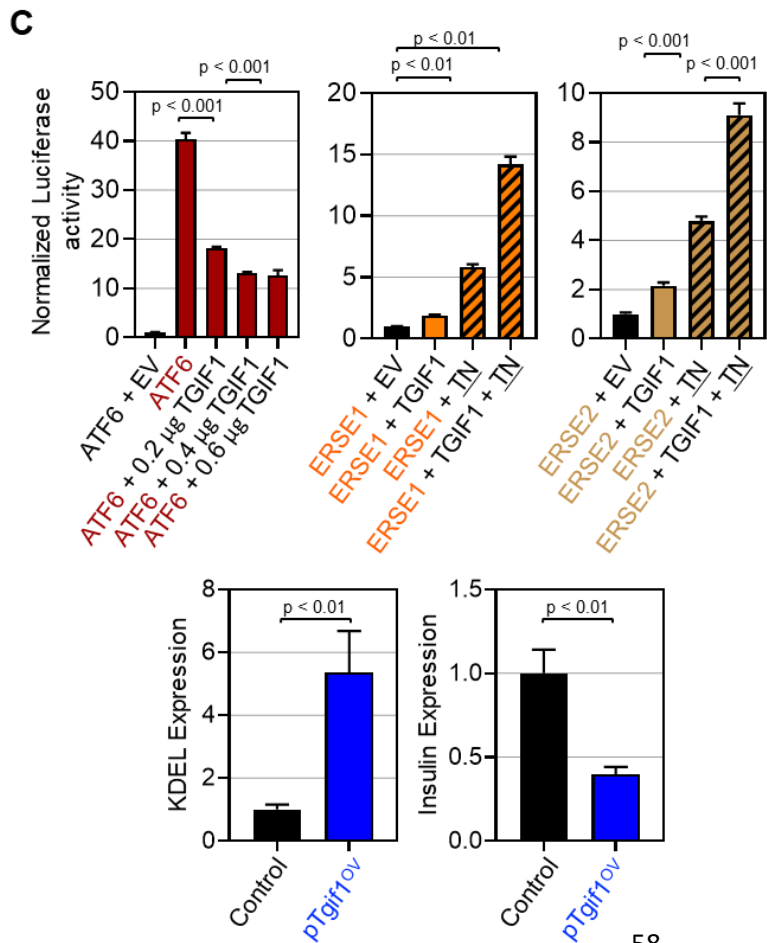 C
p < 0.01
p < 0.001
p < 0.001
p < 0.01
p < 0.001
p < 0.001
Normalized Luciferase
activity
50
40
30
20
10
0
ATF6 + EV
ATF6
ATF6 + 0.2 µg TGIF1
ATF6 + 0.4 µg TGIF1
ATF6 + 0.6 µg TGIF1
20
15
10
5
0
ERSE1 + EV
ERSE1 + TGIF1
ERSE1 + TN
ERSE1 + TGIF1 + TN
10
8
6
4
2
0
ERSE2 + EV
ERSE2 + TGIF1
ERSE2 + TN
ERSE2 + TGIF1 + TN
KDEL Expression
8
6
4
2
0
p < 0.01
Control
pTgif1OV
Insulin Expression
1.5
1.0
0.5
0.0
p < 0.01
Control
pTgif1OV